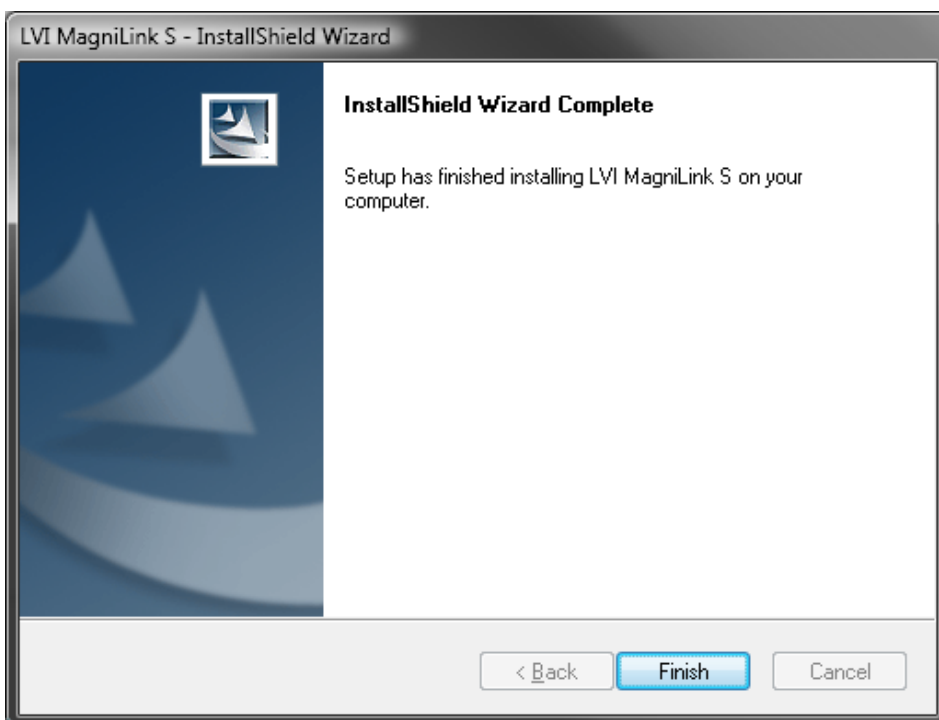 LVI MagniLink S - InstallShield Wizard
InstallShield Wizard Complete
Setup has finished installing LVI MagniLink S on your
computer.
< Back
Finish
Cancel